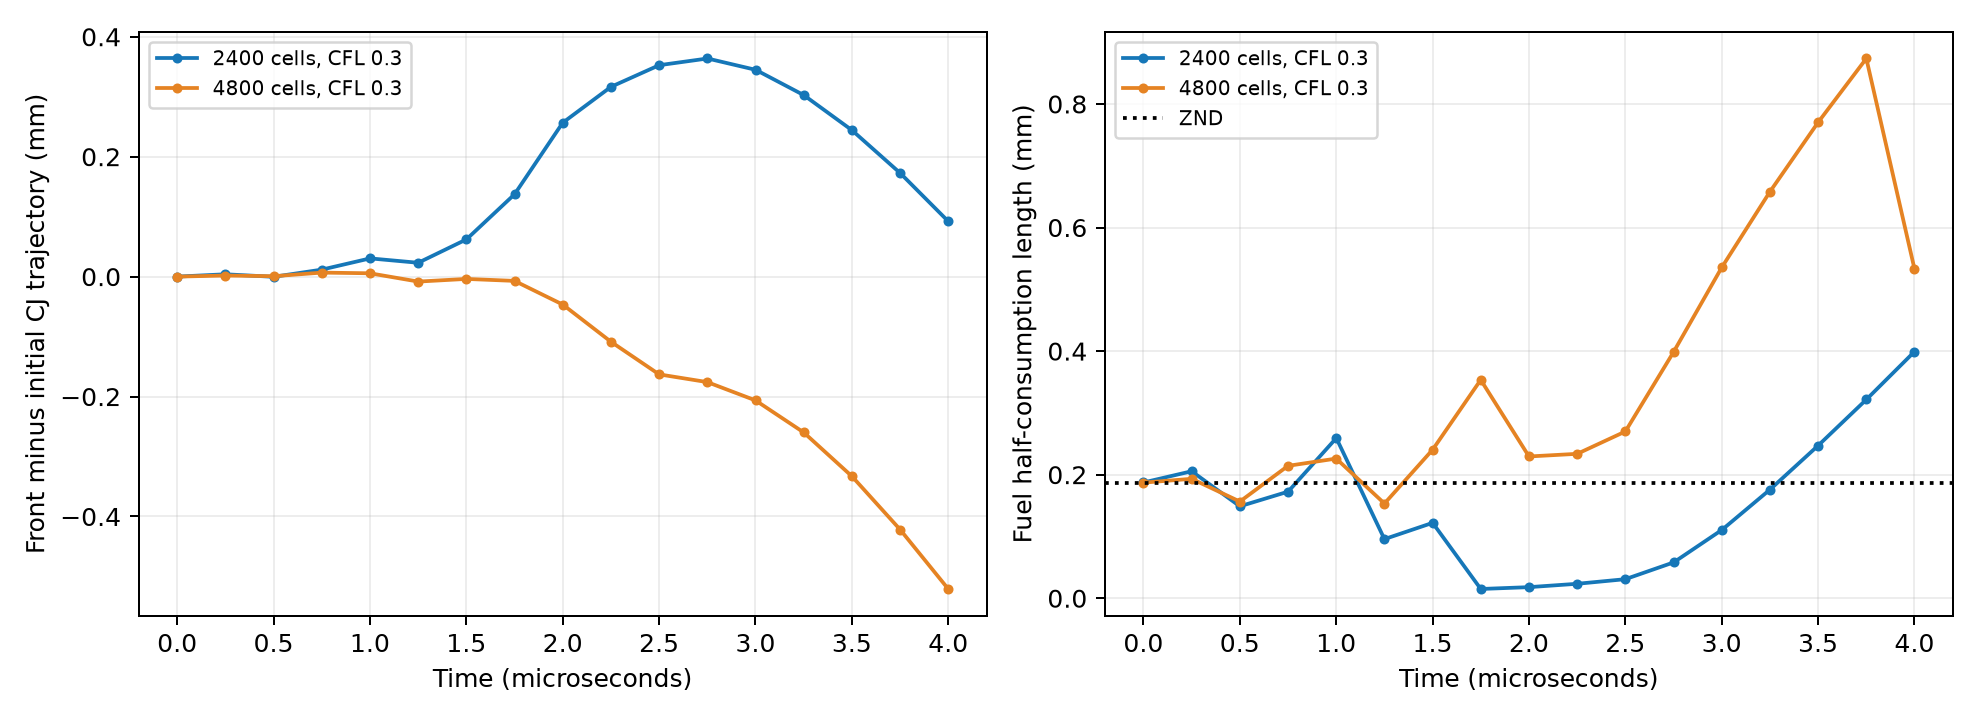 2400 cells, CFL 0.3
4800 cells, CFL 0.3
0.4
0.2
0.0
−0.2
−0.4
Front minus initial CJ trajectory (mm)
0.0 0.5 1.0 1.5 2.0 2.5 3.0 3.5 4.0
Time (microseconds)
2400 cells, CFL 0.3
4800 cells, CFL 0.3
ZND
0.8
0.6
0.4
0.2
0.0
Fuel half-consumption length (mm)
0.0 0.5 1.0 1.5 2.0 2.5 3.0 3.5 4.0
Time (microseconds)